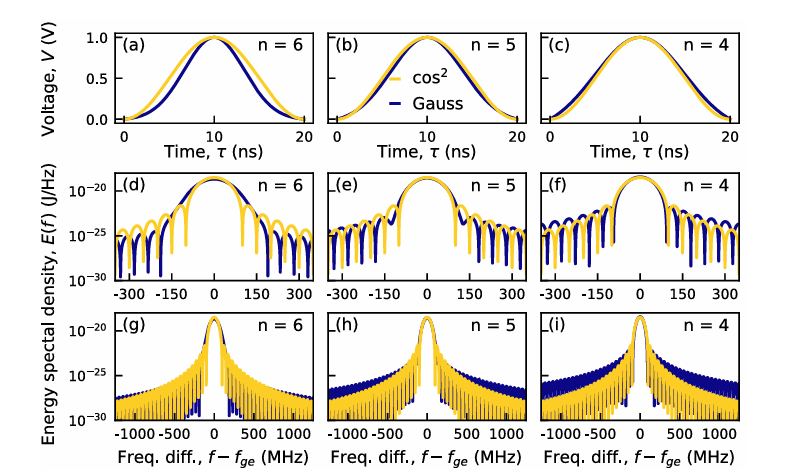 Voltage, V (V)
1.0
0.5
0.0
(a) n = 6
(b) n = 5
cos²
Gauss
(c) n = 4
0 10 20
0 10 20
0 10 20
Time, τ (ns)
Time, τ (ns)
Time, τ (ns)
Energy spectral density, E(f) (J/Hz)
10⁻²⁰
10⁻²⁵
10⁻³⁰
(d) n = 6
(e) n = 5
(f) n = 4
-300 -150 0 150 300
-300 -150 0 150 300
-300 -150 0 150 300
10⁻²⁰
10⁻²⁵
10⁻³⁰
(g) n = 6
(h) n = 5
(i) n = 4
-1000 -500 0 500 1000
-1000 -500 0 500 1000
-1000 -500 0 500 1000
Freq. diff., f − fge (MHz)
Freq. diff., f − fge (MHz)
Freq. diff., f − fge (MHz)